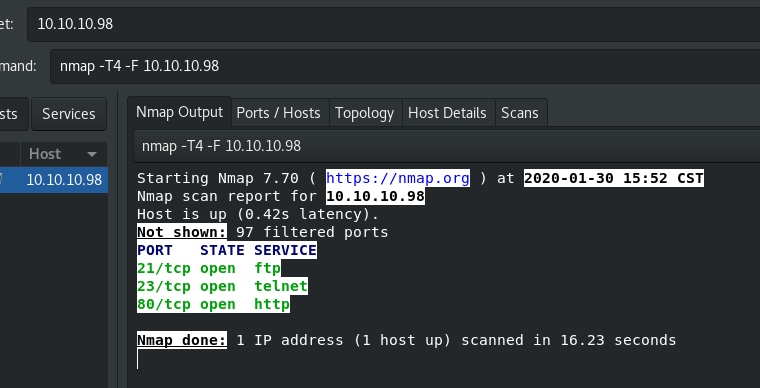 et: 10.10.10.98
mand: nmap -T4 -F 10.10.10.98
sts Services
Nmap Output Ports / Hosts Topology Host Details Scans
Host
10.10.10.98
nmap -T4 -F 10.10.10.98
Starting Nmap 7.70 ( https://nmap.org ) at 2020-01-30 15:52 CST
Nmap scan report for 10.10.10.98
Host is up (0.42s latency).
Not shown: 97 filtered ports
PORT   STATE SERVICE
21/tcp open  ftp
23/tcp open  telnet
80/tcp open  http
Nmap done: 1 IP address (1 host up) scanned in 16.23 seconds